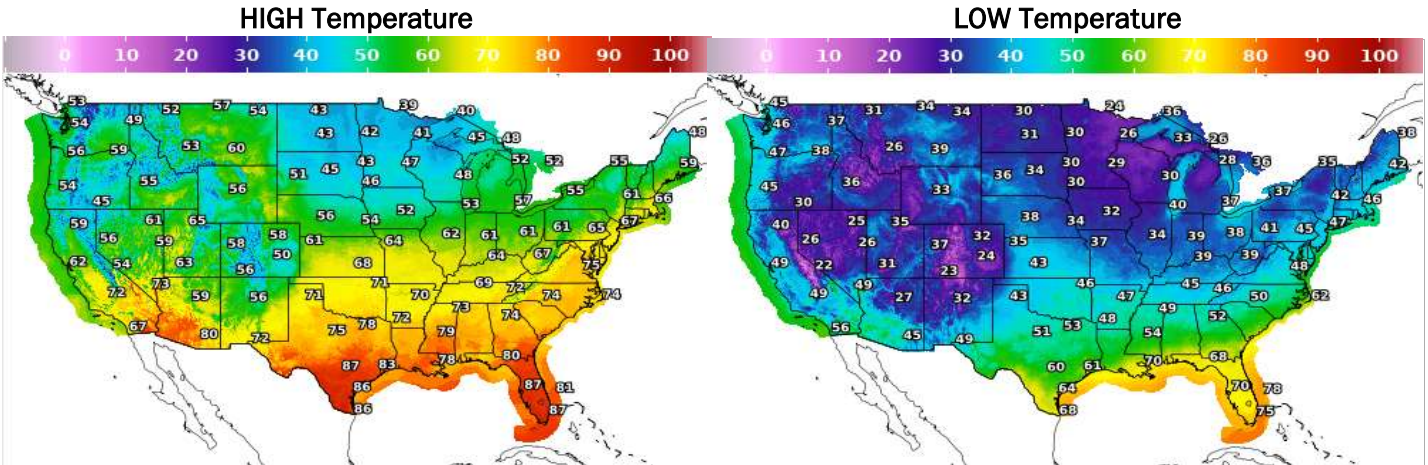 HIGH Temperature
LOW Temperature
0 10 20 30 40 50 60 70 80 90 100
0 10 20 30 40 50 60 70 80 90 100
53 52 57 54 43 39 40
54 49 43 42 41 45 48 48
56 59 53 60 43 47 52 52 55 59
54 55 56 51 45 46 48 55 61
45 56 54 52 53 57 66
59 61 65 58 58 62 61 61 61 65 67
56 59 61 64 64 67
62 54 63 56 50 68 75
72 73 59 56 71 71 70 69 72 74 74
67 80 72 75 78 72 73 74
87 83 79 78 80
86 87 81
86 87
45 31 34 34 30 24 36
46 37 31 30 26 33 26 38
47 38 26 39 30 29 28 36 35 42
45 36 33 36 34 30 30 37 42
30 38 34 32 40 37 46
40 25 35 32 34 39 38 41 45 47
26 26 37 35 37 39 39
49 22 31 23 24 43 48
49 49 27 32 43 46 47 45 46 50 62
56 45 49 51 53 48 49 52
60 61 54 70 68
64 70 78
68 75